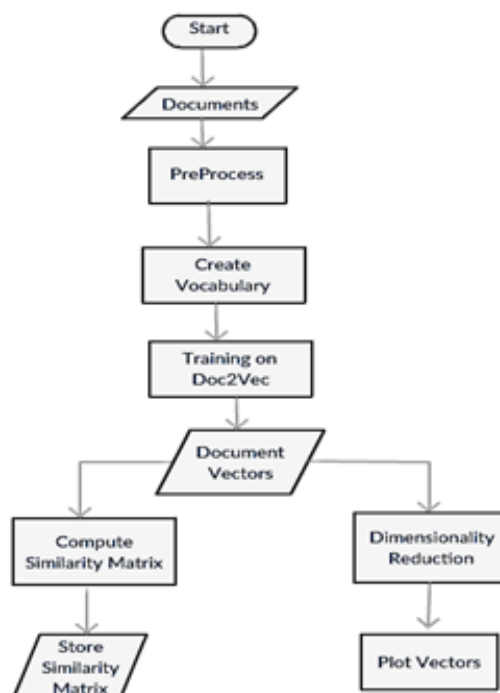 Start
Documents
PreProcess
Create
Vocabulary
Training on
Doc2Vec
Document
Vectors
Compute
Similarity Matrix
Dimensionality
Reduction
Store
Similarity
Matrix
Plot Vectors